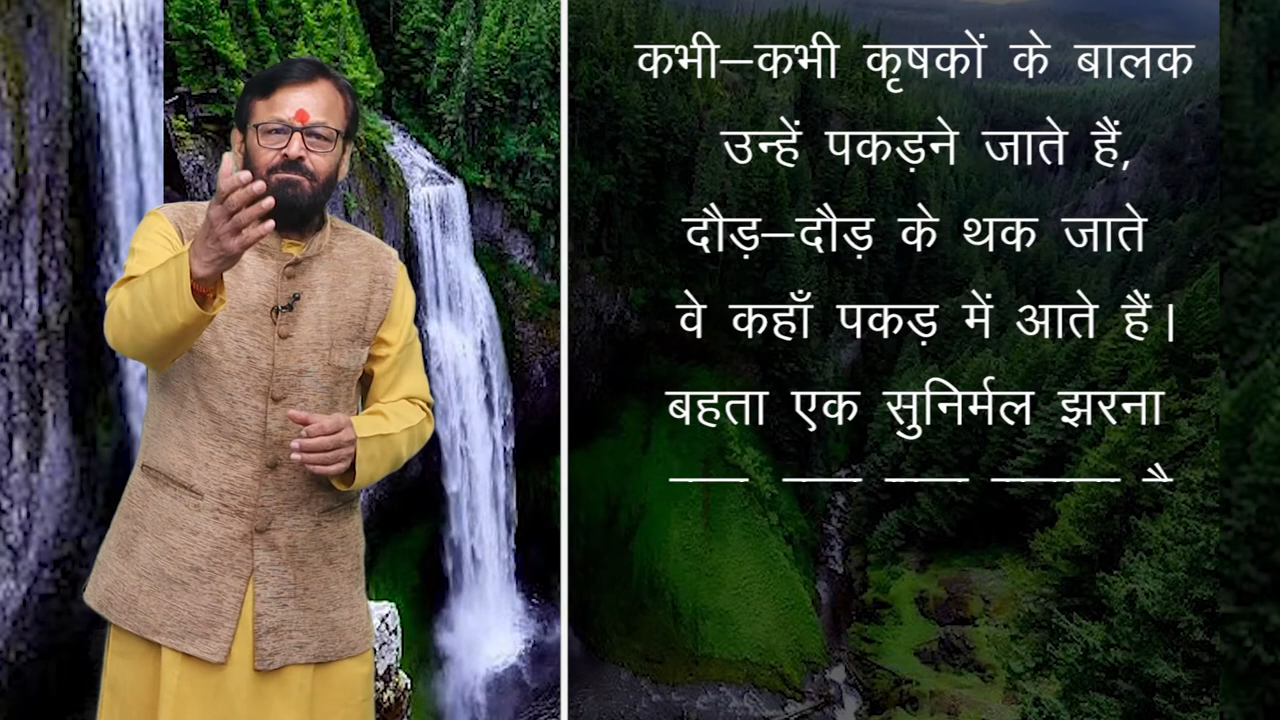 कभी–कभी कृषकों के बालक
उन्हें पकड़ने जाते हैं,
दौड़–दौड़ के थक जाते
वे कहाँ पकड़ में आते हैं।
बहता एक सुनिर्मल झरना